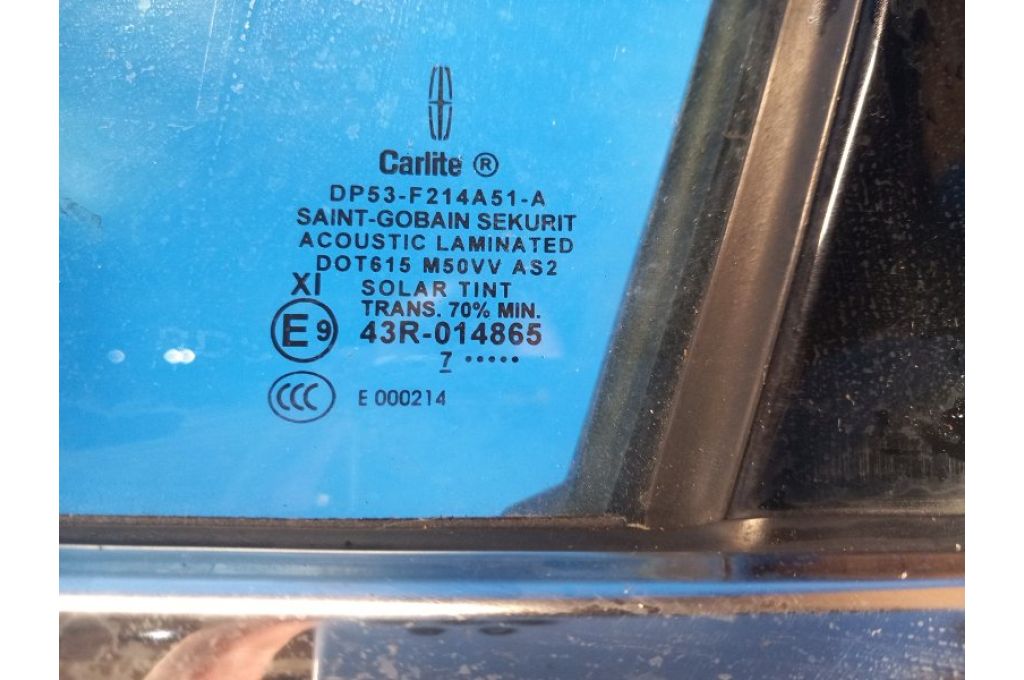 Carlite ®
DP53-F214A51-A
SAINT-GOBAIN SEKURIT
ACOUSTIC LAMINATED
DOT615 M50VV AS2
XI SOLAR TINT
TRANS. 70% MIN.
E9 43R-014865
7 •••••
CCC E 000214